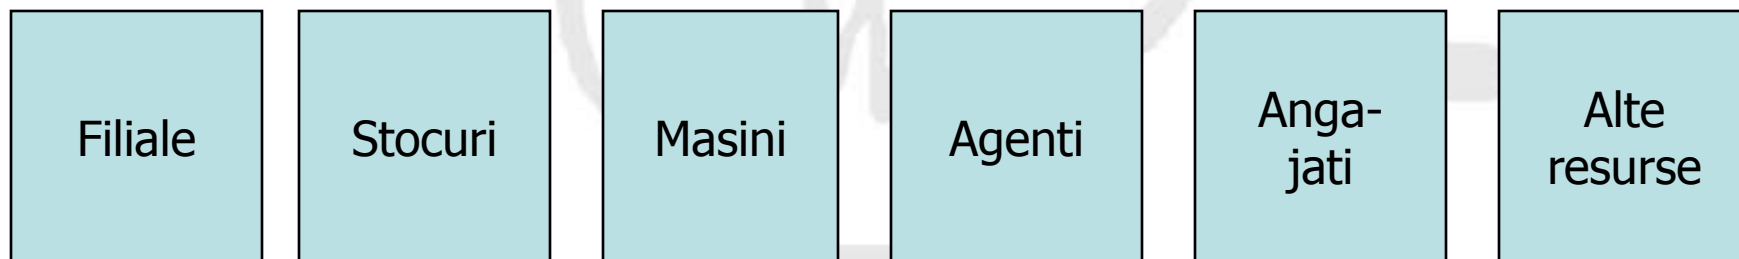 Filiale
Stocuri
Masini
Agenti
Anga-
jati
Alte
resurse